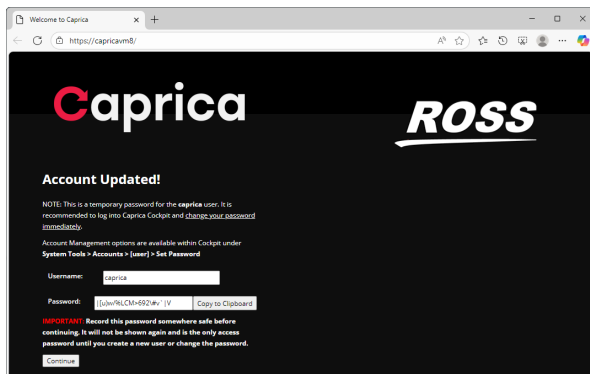 Welcome to Caprica
https://capricavm8/
Caprica
ROSS
Account Updated!
NOTE: This is a temporary password for the caprica user. It is
recommended to log into Caprica Cockpit and change your password
immediately.
Account Management options are available within Cockpit under
System Tools > Accounts > [user] > Set Password
Username:
caprica
Password:
Copy to Clipboard
IMPORTANT: Record this password somewhere safe before
continuing. It will not be shown again and is the only access
password until you create a new user or change the password.
Continue